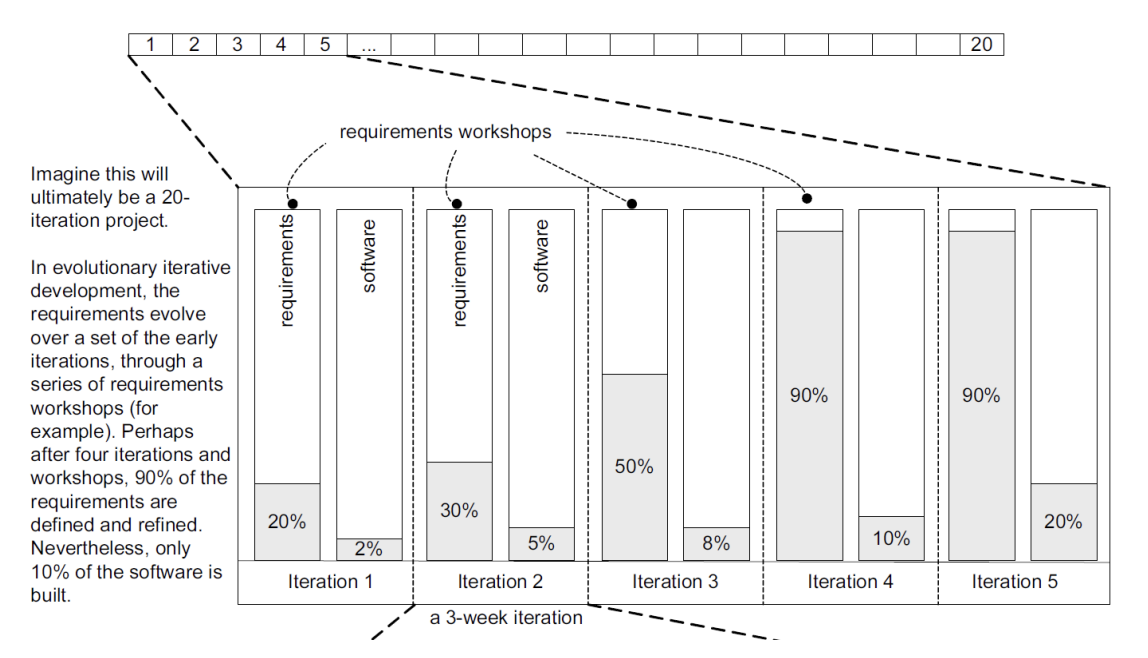 1 2 3 4 5 ... 20
requirements workshops
Imagine this will
ultimately be a 20-
iteration project.
In evolutionary iterative
development, the
requirements evolve
over a set of the early
iterations, through a
series of requirements
workshops (for
example). Perhaps
after four iterations and
workshops, 90% of the
requirements are
defined and refined.
Nevertheless, only
10% of the software is
built.
requirements
software
requirements
software
20%
2%
30%
5%
50%
8%
90%
10%
90%
20%
Iteration 1
Iteration 2
Iteration 3
Iteration 4
Iteration 5
a 3-week iteration